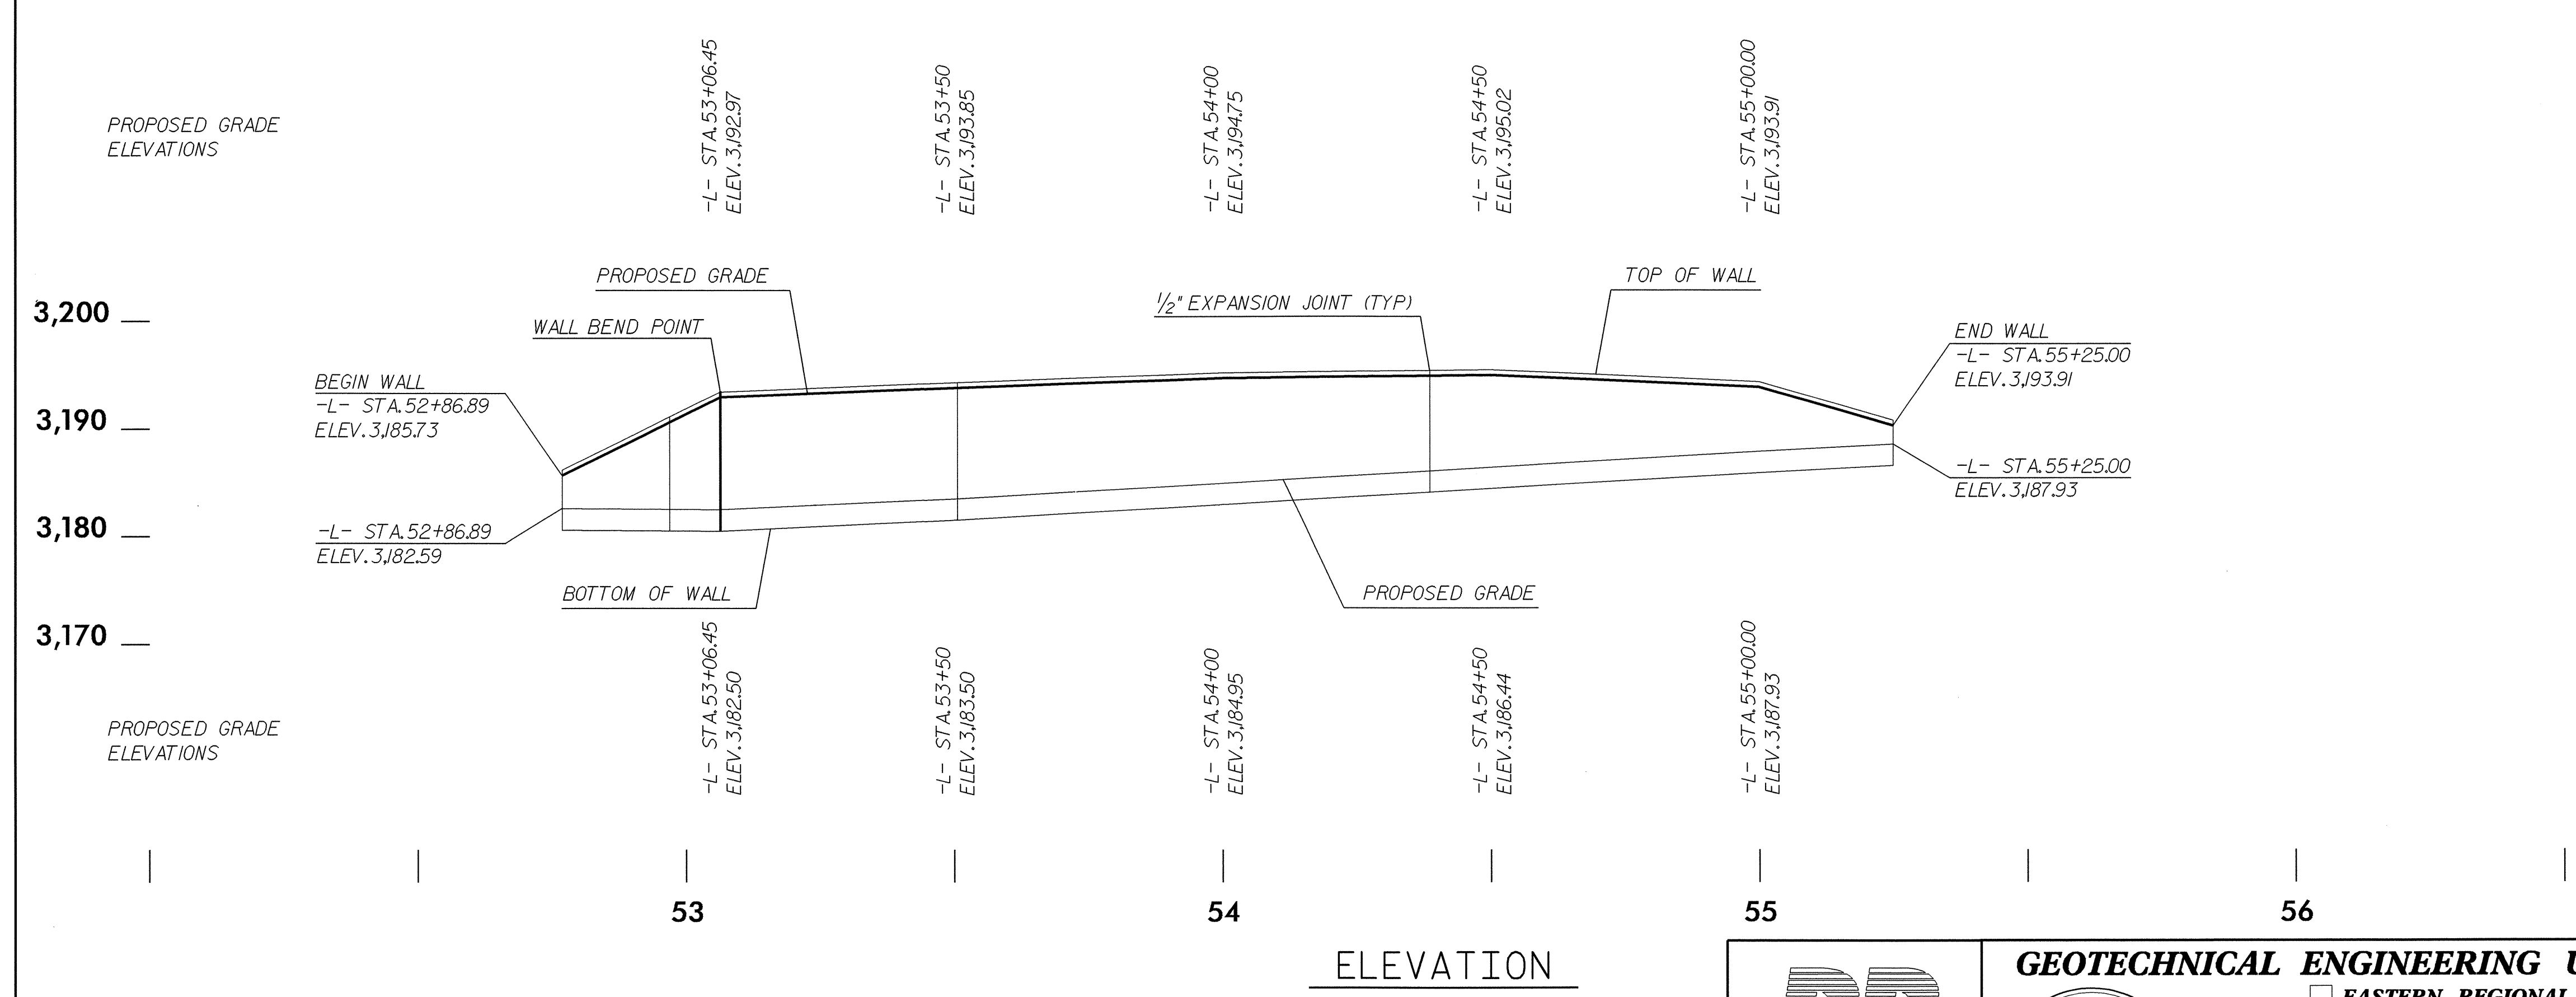 -L- STA. 53+06.45
ELEV. 3,192.97
-L- STA. 53+50
ELEV. 3,193.85
-L- STA. 54+00
ELEV. 3,194.75
-L- STA. 54+50
ELEV. 3,195.02
-L- STA. 55+00.00
ELEV. 3,193.91
PROPOSED GRADE
ELEVATIONS
PROPOSED GRADE
1/2" EXPANSION JOINT (TYP)
TOP OF WALL
3,200
WALL BEND POINT
END WALL
-L- STA. 55+25.00
ELEV. 3,193.91
BEGIN WALL
-L- STA. 52+86.89
ELEV. 3,185.73
3,190
-L- STA. 55+25.00
ELEV. 3,187.93
3,180
-L- STA. 52+86.89
ELEV. 3,182.59
BOTTOM OF WALL
PROPOSED GRADE
3,170
-L- STA. 53+06.45
ELEV. 3,182.50
-L- STA. 53+50
ELEV. 3,183.50
-L- STA. 54+00
ELEV. 3,184.95
-L- STA. 54+50
ELEV. 3,186.44
-L- STA. 55+00.00
ELEV. 3,187.93
PROPOSED GRADE
ELEVATIONS
53
54
55
56
ELEVATION
GEOTECHNICAL ENGINEERING
EASTERN REGIONAL